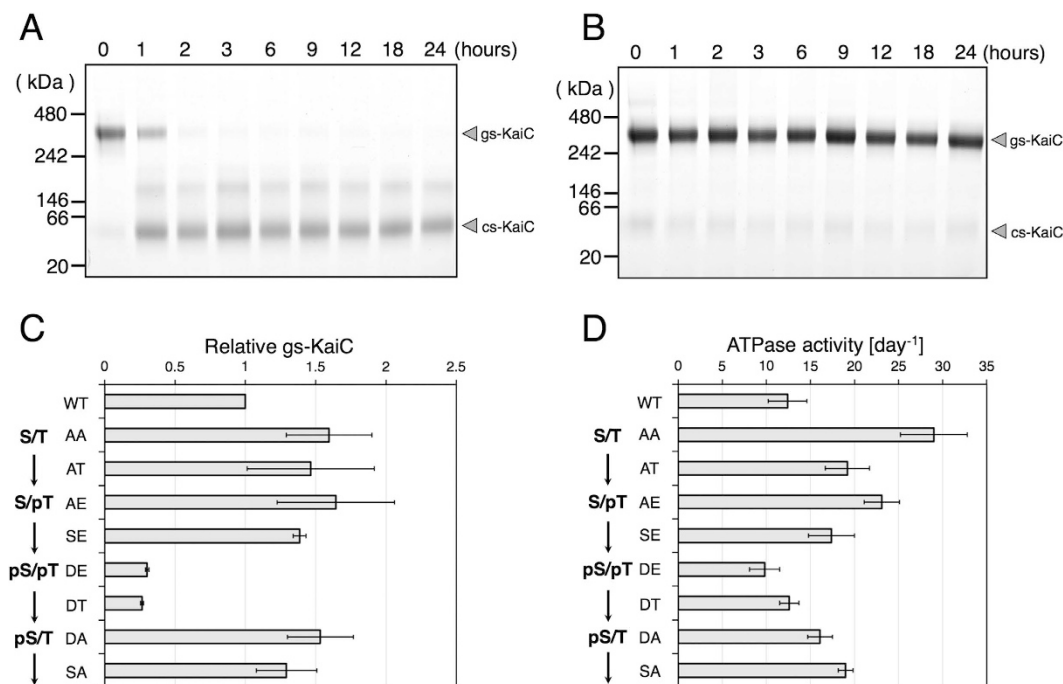 A
0 1 2 3 6 9 12 18 24 (hours)
( kDa )
480
242
146
66
20
gs-KaiC
cs-KaiC
B
0 1 2 3 6 9 12 18 24 (hours)
( kDa )
480
242
146
66
20
gs-KaiC
cs-KaiC
C
Relative gs-KaiC
0 0.5 1 1.5 2 2.5
WT
S/T AA
AT
S/pT AE
SE
pS/pT DE
DT
pS/T DA
SA
D
ATPase activity [day-1]
0 5 10 15 20 25 30 35
WT
S/T AA
AT
S/pT AE
SE
pS/pT DE
DT
pS/T DA
SA